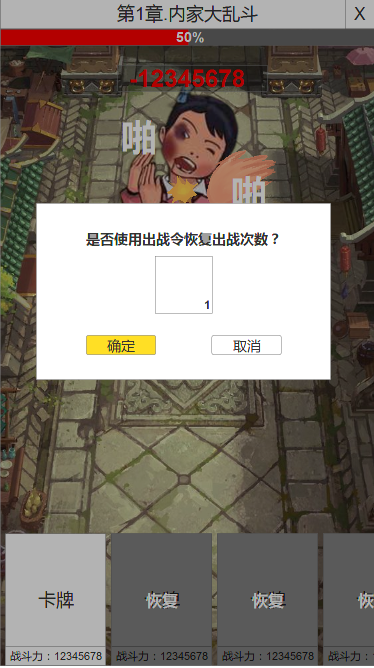 第1章.内家大乱斗 X
50%
-12345678
啪
啪
是否使用出战令恢复出战次数？
1
确定 取消
卡牌 恢复 恢复 恢
战斗力：12345678 战斗力：12345678 战斗力：12345678 战斗力